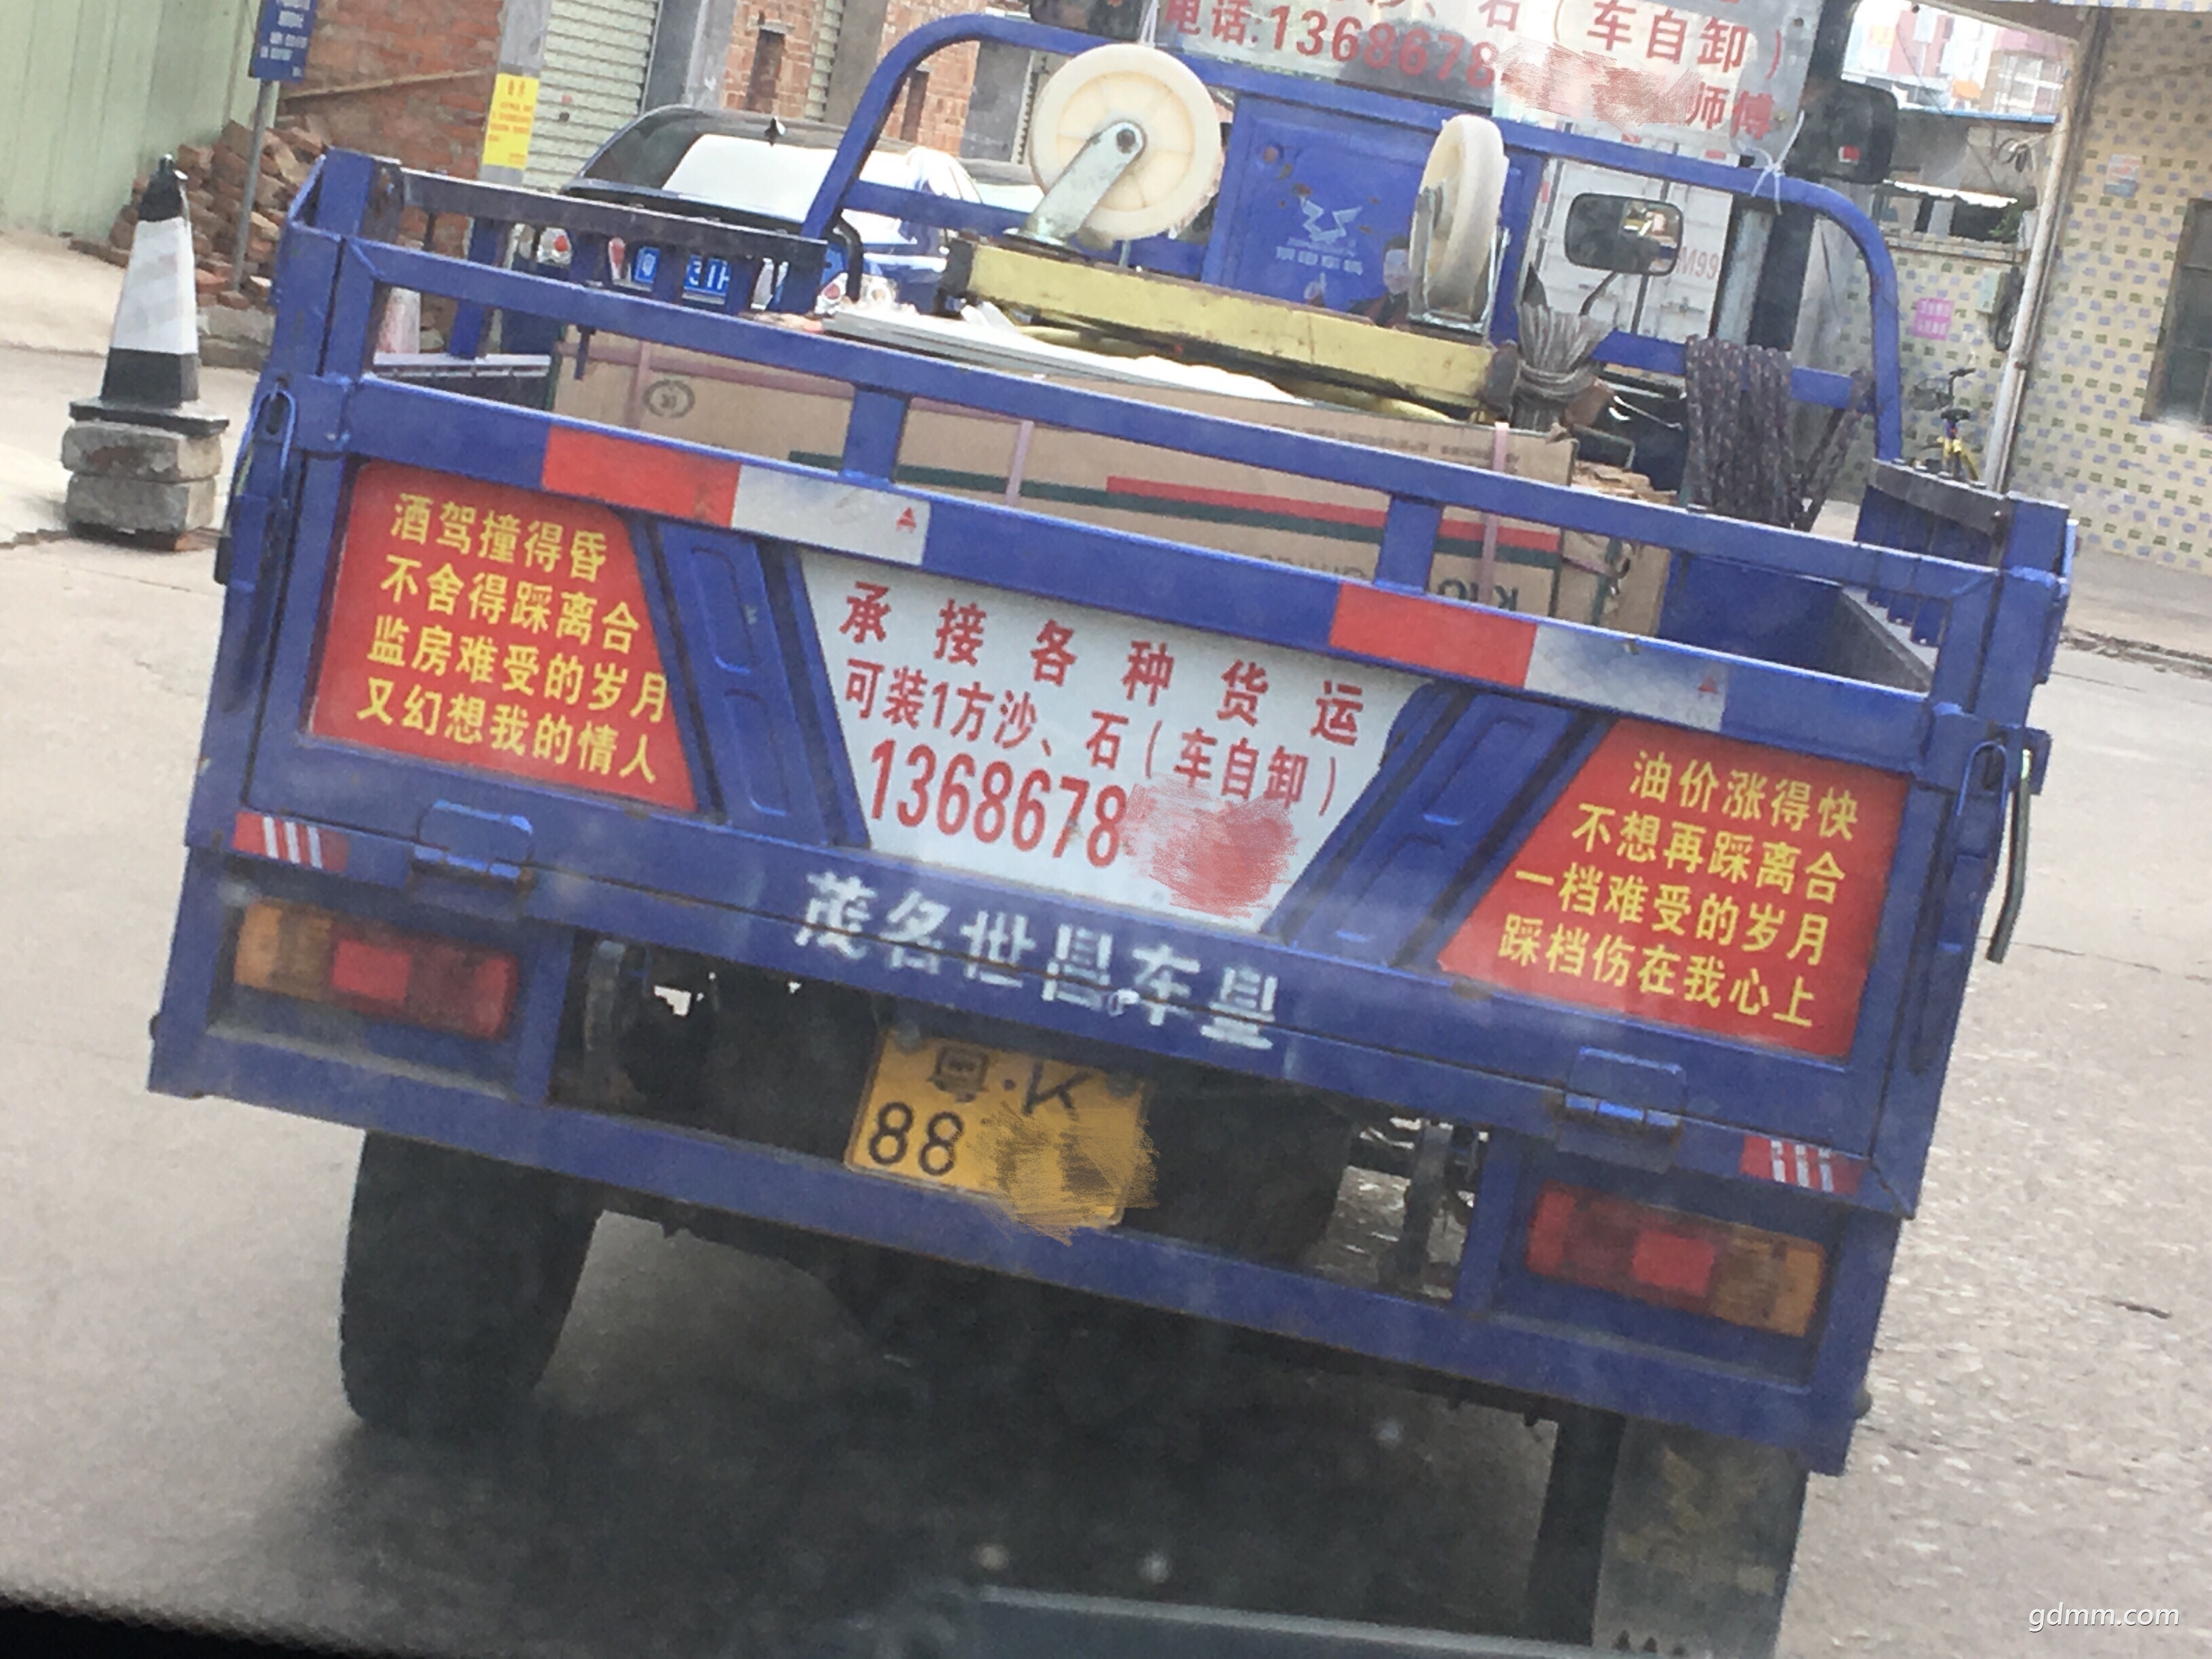 电话:1368678
石（车自卸）
师傅
酒驾撞得昏
不舍得踩离合
监房难受的岁月
又幻想我的情人
承接各种货运
可装1方沙、石（车自卸）
1368678
油价涨得快
不想再踩离合
一档难受的岁月
踩档伤在我心上
茂名世昌车皇
粤·K
88
gdmm.com